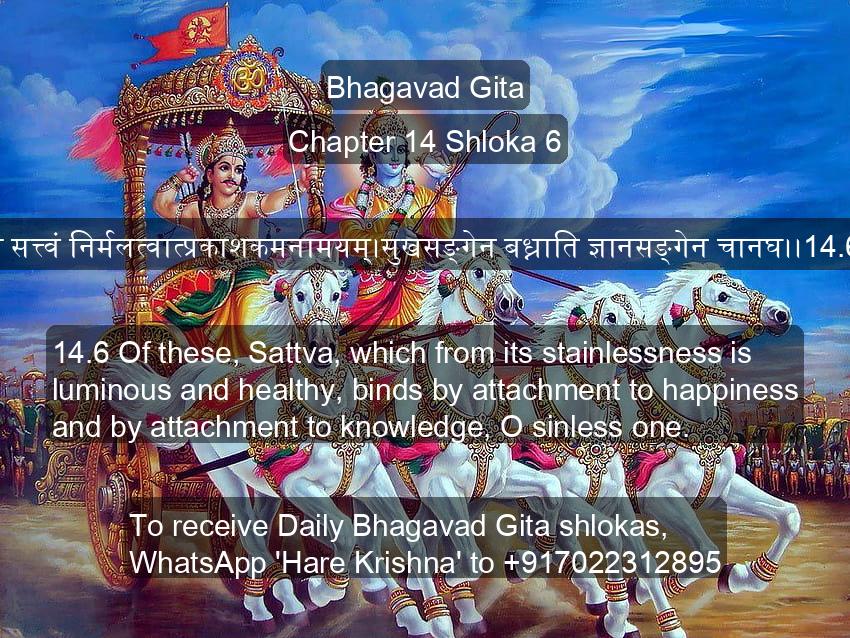 Bhagavad Gita
Chapter 14 Shloka 6
सत्त्वं निर्मलत्वात्प्रकाशकमनामयम्।सुखसङ्गेन बध्नाति ज्ञानसङ्गेन चानघ।।14.6
14.6 Of these, Sattva, which from its stainlessness is
luminous and healthy, binds by attachment to happiness
and by attachment to knowledge, O sinless one.
To receive Daily Bhagavad Gita shlokas,
WhatsApp 'Hare Krishna' to +917022312895